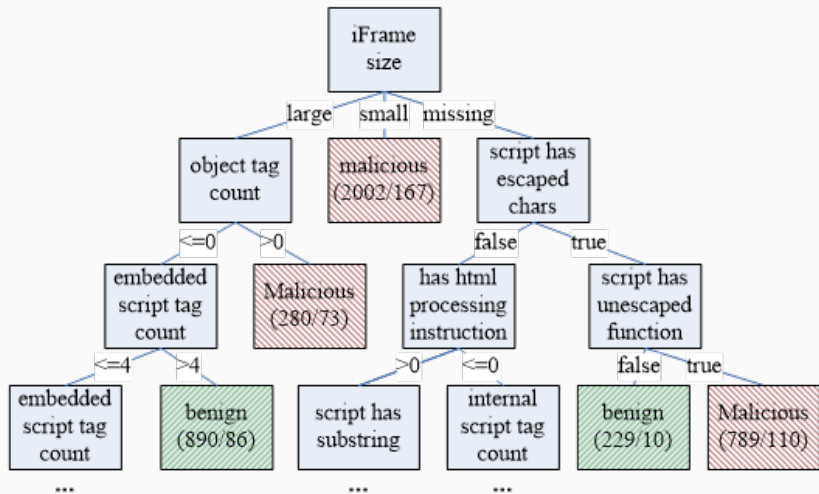 iFrame
size
large
small
missing
object tag
count
malicious
(2002/167)
script has
escaped
chars
<=0
>0
false
true
embedded
script tag
count
Malicious
(280/73)
has html
processing
instruction
script has
unescaped
function
<=4
>4
>0
<=0
false
true
embedded
script tag
count
benign
(890/86)
script has
substring
internal
script tag
count
benign
(229/10)
Malicious
(789/110)
...
...
...